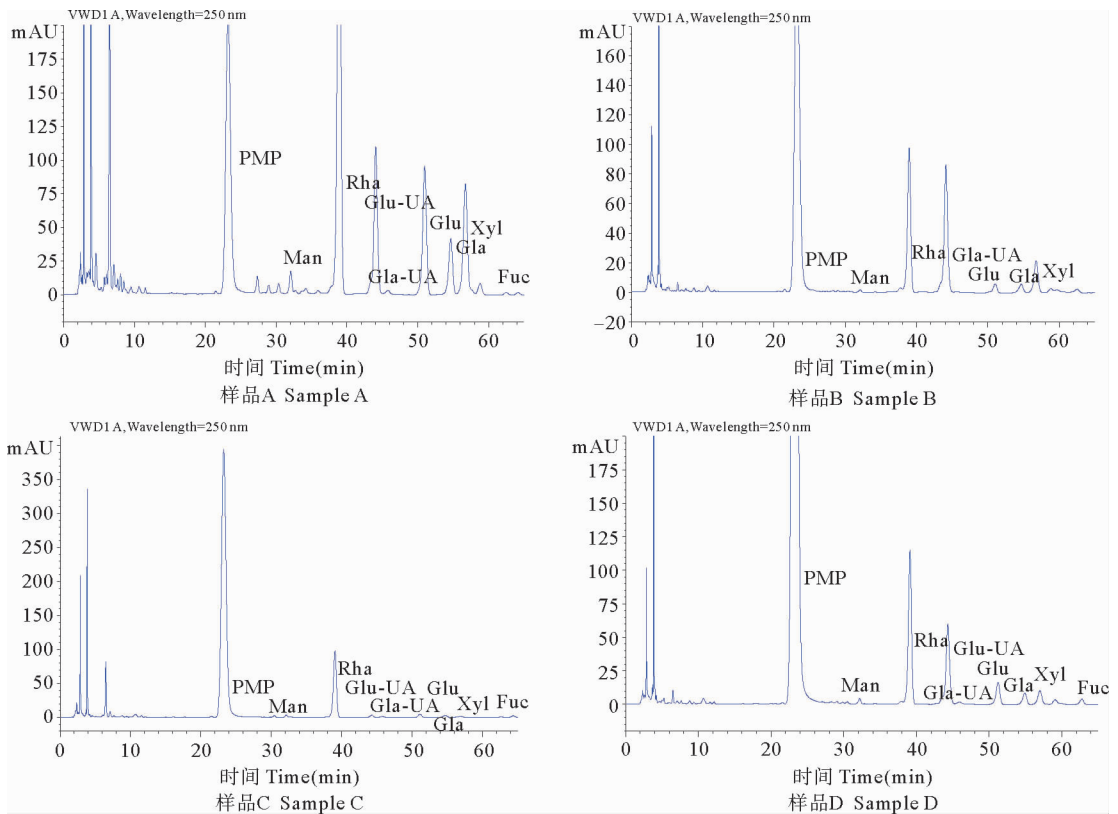 VWD1 A, Wavelength=250 nm
mAU
175
150
125
100
75
50
25
0
PMP
Man
Rha
Glu-UA
Gla-UA
Glu
Gla
Xyl
Fuc
0 10 20 30 40 50 60
时间 Time(min)
样品A Sample A
VWD1 A, Wavelength=250 nm
mAU
160
140
120
100
80
60
40
20
0
−20
PMP
Man
Rha
Gla-UA
Glu
Gla
Xyl
0 10 20 30 40 50 60
时间 Time(min)
样品B Sample B
VWD1 A, Wavelength=250 nm
mAU
350
300
250
200
150
100
50
0
PMP
Man
Rha
Glu-UA
Gla-UA
Glu
Gla
Xyl
Fuc
0 10 20 30 40 50 60
时间 Time(min)
样品C Sample C
VWD1 A, Wavelength=250 nm
mAU
175
150
125
100
75
50
25
0
PMP
Man
Rha
Glu-UA
Gla-UA
Glu
Gla
Xyl
Fuc
0 10 20 30 40 50 60
时间 Time(min)
样品D Sample D